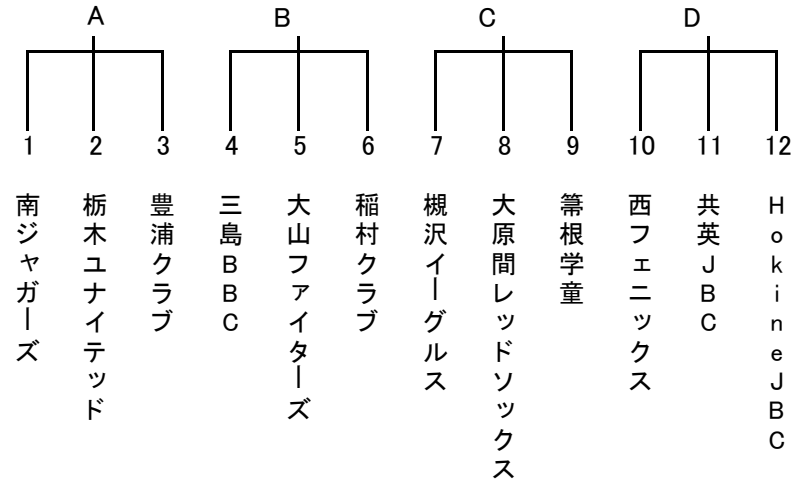 A B C D
1 2 3 4 5 6 7 8 9 10 11 12
南ジャガーズ
栃木ユナイテッド
豊浦クラブ
三島BBC
大山ファイターズ
稲村クラブ
槻沢イーグルス
大原間レッドソックス
箒根学童
西フェニックス
共英JBC
HokineJBC